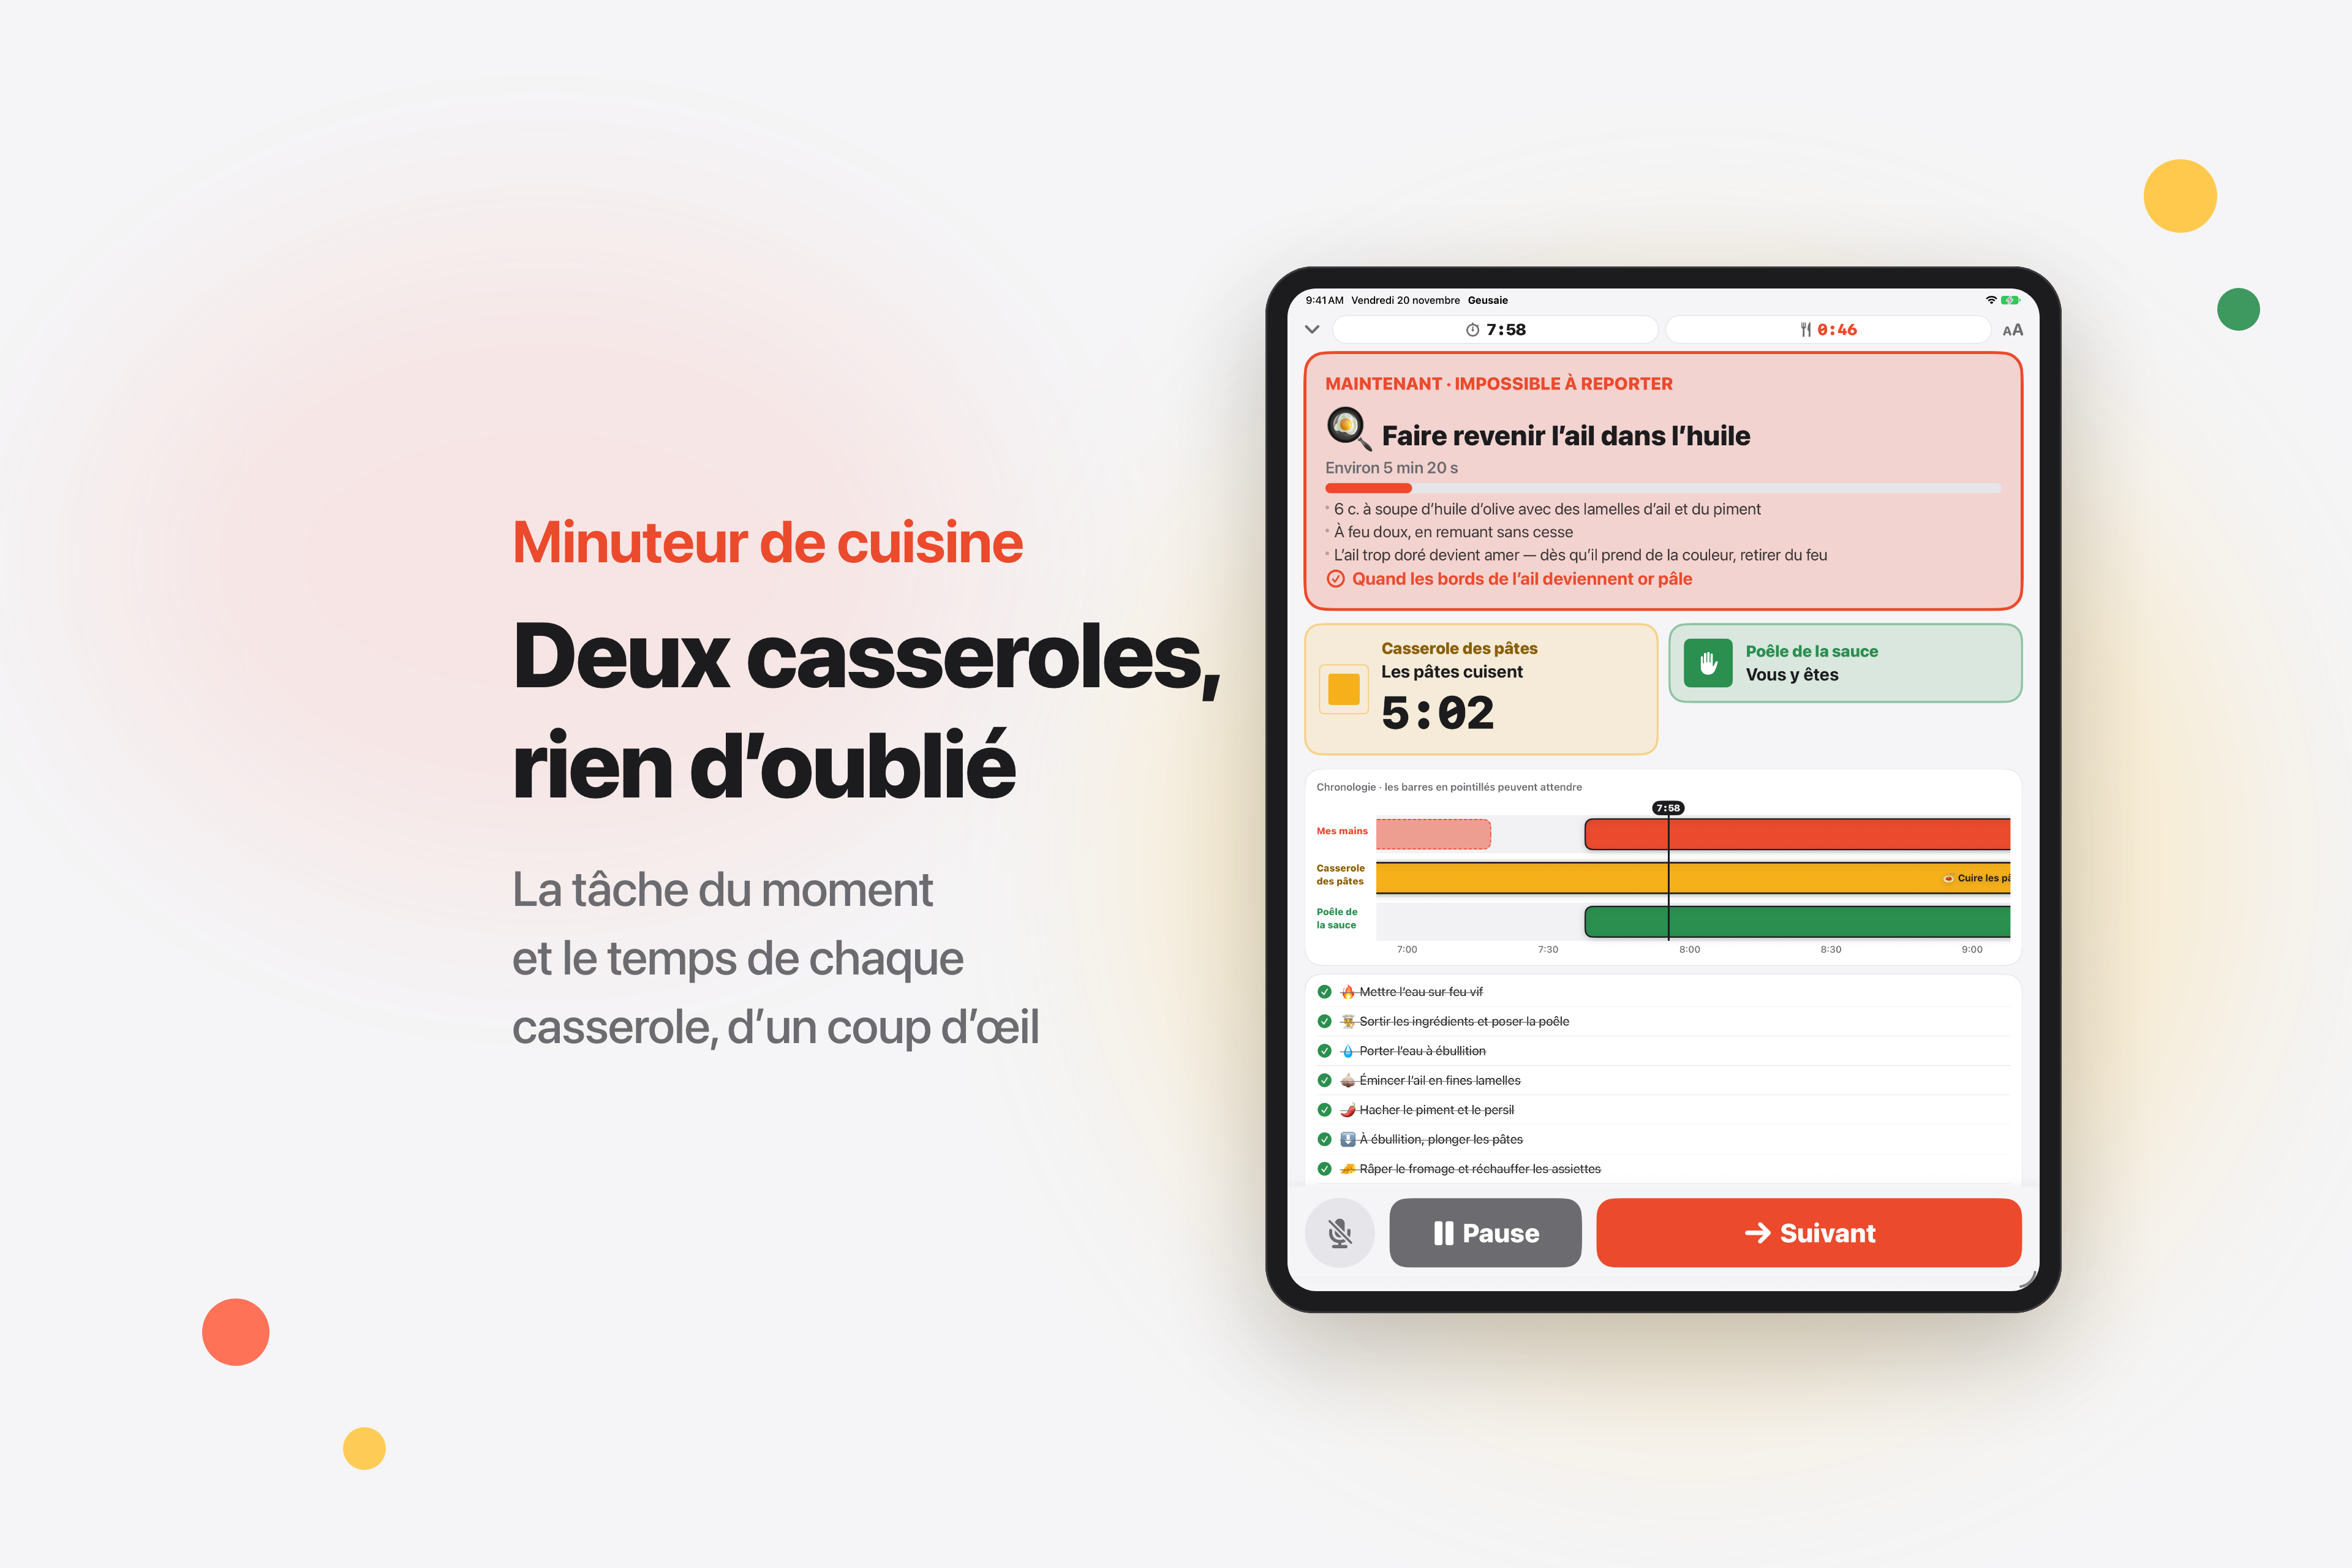 Minuteur de cuisine
Deux casseroles,
rien d’oublié
La tâche du moment
et le temps de chaque
casserole, d’un coup d’œil
9:41 AM Vendredi 20 novembre Geusaie
7:58
0:46
AA
MAINTENANT · IMPOSSIBLE À REPORTER
Faire revenir l’ail dans l’huile
Environ 5 min 20 s
• 6 c. à soupe d’huile d’olive avec des lamelles d’ail et du piment
• À feu doux, en remuant sans cesse
• L’ail trop doré devient amer — dès qu’il prend de la couleur, retirer du feu
Quand les bords de l’ail deviennent or pâle
Casserole des pâtes
Les pâtes cuisent
5:02
Poêle de la sauce
Vous y êtes
Chronologie · les barres en pointillés peuvent attendre
7:58
Mes mains
Casserole
des pâtes
Cuire les pâ
Poêle de
la sauce
7:00 7:30 8:00 8:30 9:00
Mettre l’eau sur feu vif
Sortir les ingrédients et poser la poêle
Porter l’eau à ébullition
Émincer l’ail en fines lamelles
Hacher le piment et le persil
À ébullition, plonger les pâtes
Râper le fromage et réchauffer les assiettes
Pause
Suivant